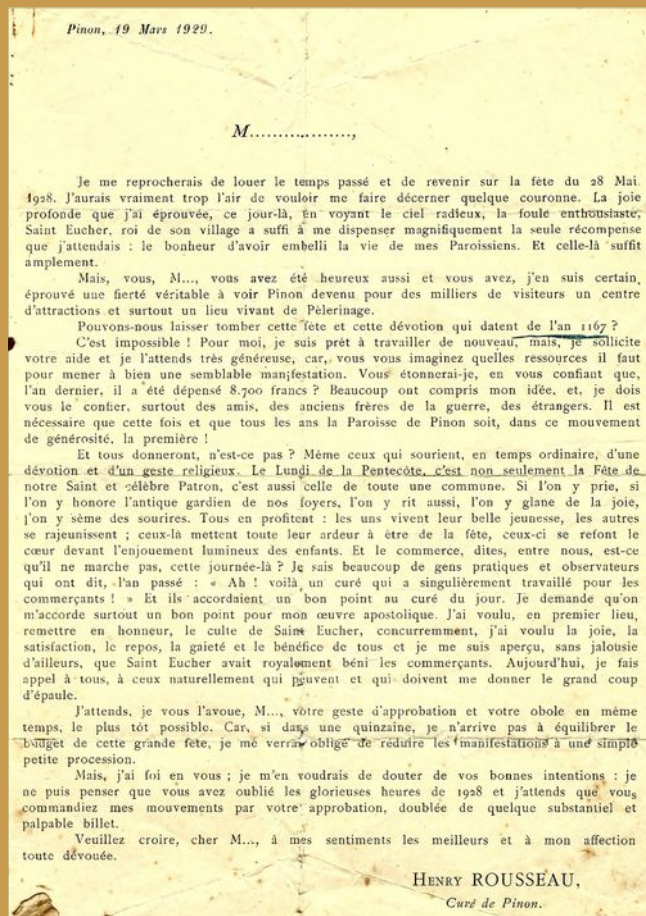 Pinon, 19 Mars 1929.
M..................,
Je me reprocherais de louer le temps passé et de revenir sur la fête du 28 Mai
1928. J'aurais vraiment trop l'air de vouloir me faire décerner quelque couronne. La joie
profonde que j'ai éprouvée, ce jour-là, en voyant le ciel radieux, la foule enthousiaste,
Saint Eucher, roi de son village a suffi à me dispenser magnifiquement la seule récompense
que j'attendais : le bonheur d'avoir embelli la vie de mes Paroissiens. Et celle-là suffit
amplement.
Mais, vous, M..., vous avez été heureux aussi et vous avez, j'en suis certain,
éprouvé une fierté véritable à voir Pinon devenu pour des milliers de visiteurs un centre
d'attractions et surtout un lieu vivant de Pèlerinage.
Pouvons-nous laisser tomber cette fête et cette dévotion qui datent de l'an 1167 ?
C'est impossible ! Pour moi, je suis prêt à travailler de nouveau, mais, je sollicite
votre aide et je l'attends très généreuse, car, vous vous imaginez quelles ressources il faut
pour mener à bien une semblable manifestation. Vous étonnerai-je, en vous confiant que,
l'an dernier, il a été dépensé 8.700 francs ? Beaucoup ont compris mon idée, et, je dois
vous le confier, surtout des amis, des anciens frères de la guerre, des étrangers. Il est
nécessaire que cette fois et que tous les ans la Paroisse de Pinon soit, dans ce mouvement
de générosité, la première !
Et tous donneront, n'est-ce pas ? Même ceux qui sourient, en temps ordinaire, d'une
dévotion et d'un geste religieux. Le Lundi de la Pentecôte, c'est non seulement la Fête de
notre Saint et célèbre Patron, c'est aussi celle de toute une commune. Si l'on y prie, si
l'on y honore l'antique gardien de nos foyers, l'on y rit aussi, l'on y glane de la joie,
l'on y sème des sourires. Tous en profitent : les uns vivent leur belle jeunesse, les autres
se rajeunissent ; ceux-là mettent toute leur ardeur à être de la fête, ceux-ci se refont le
cœur devant l'enjouement lumineux des enfants. Et le commerce, dites, entre nous, est-ce
qu'il ne marche pas, cette journée-là ? Je sais beaucoup de gens pratiques et observateurs
qui ont dit, l'an passé : « Ah ! voilà un curé qui a singulièrement travaillé pour les
commerçants ! » Et ils accordaient un bon point au curé du jour. Je demande qu'on
m'accorde surtout un bon point pour mon œuvre apostolique. J'ai voulu, en premier lieu,
remettre en honneur, le culte de Saint Eucher, concurremment, j'ai voulu la joie, la
satisfaction, le repos, la gaieté et le bénéfice de tous et je me suis aperçu, sans jalousie
d'ailleurs, que Saint Eucher avait royalement béni les commerçants. Aujourd'hui, je fais
appel à tous, à ceux naturellement qui peuvent et qui doivent me donner le grand coup
d'épaule.
J'attends, je vous l'avoue, M..., votre geste d'approbation et votre obole en même
temps, le plus tôt possible. Car, si dans une quinzaine, je n'arrive pas à équilibrer le
budget de cette grande fête, je me verrai obligé de réduire les manifestations à une simple
petite procession.
Mais, j'ai foi en vous ; je m'en voudrais de douter de vos bonnes intentions : je
ne puis penser que vous avez oublié les glorieuses heures de 1928 et j'attends que vous
commandiez mes mouvements par votre approbation, doublée de quelque substantiel et
palpable billet.
Veuillez croire, cher M..., à mes sentiments les meilleurs et à mon affection
toute dévouée.
HENRY ROUSSEAU,
Curé de Pinon.